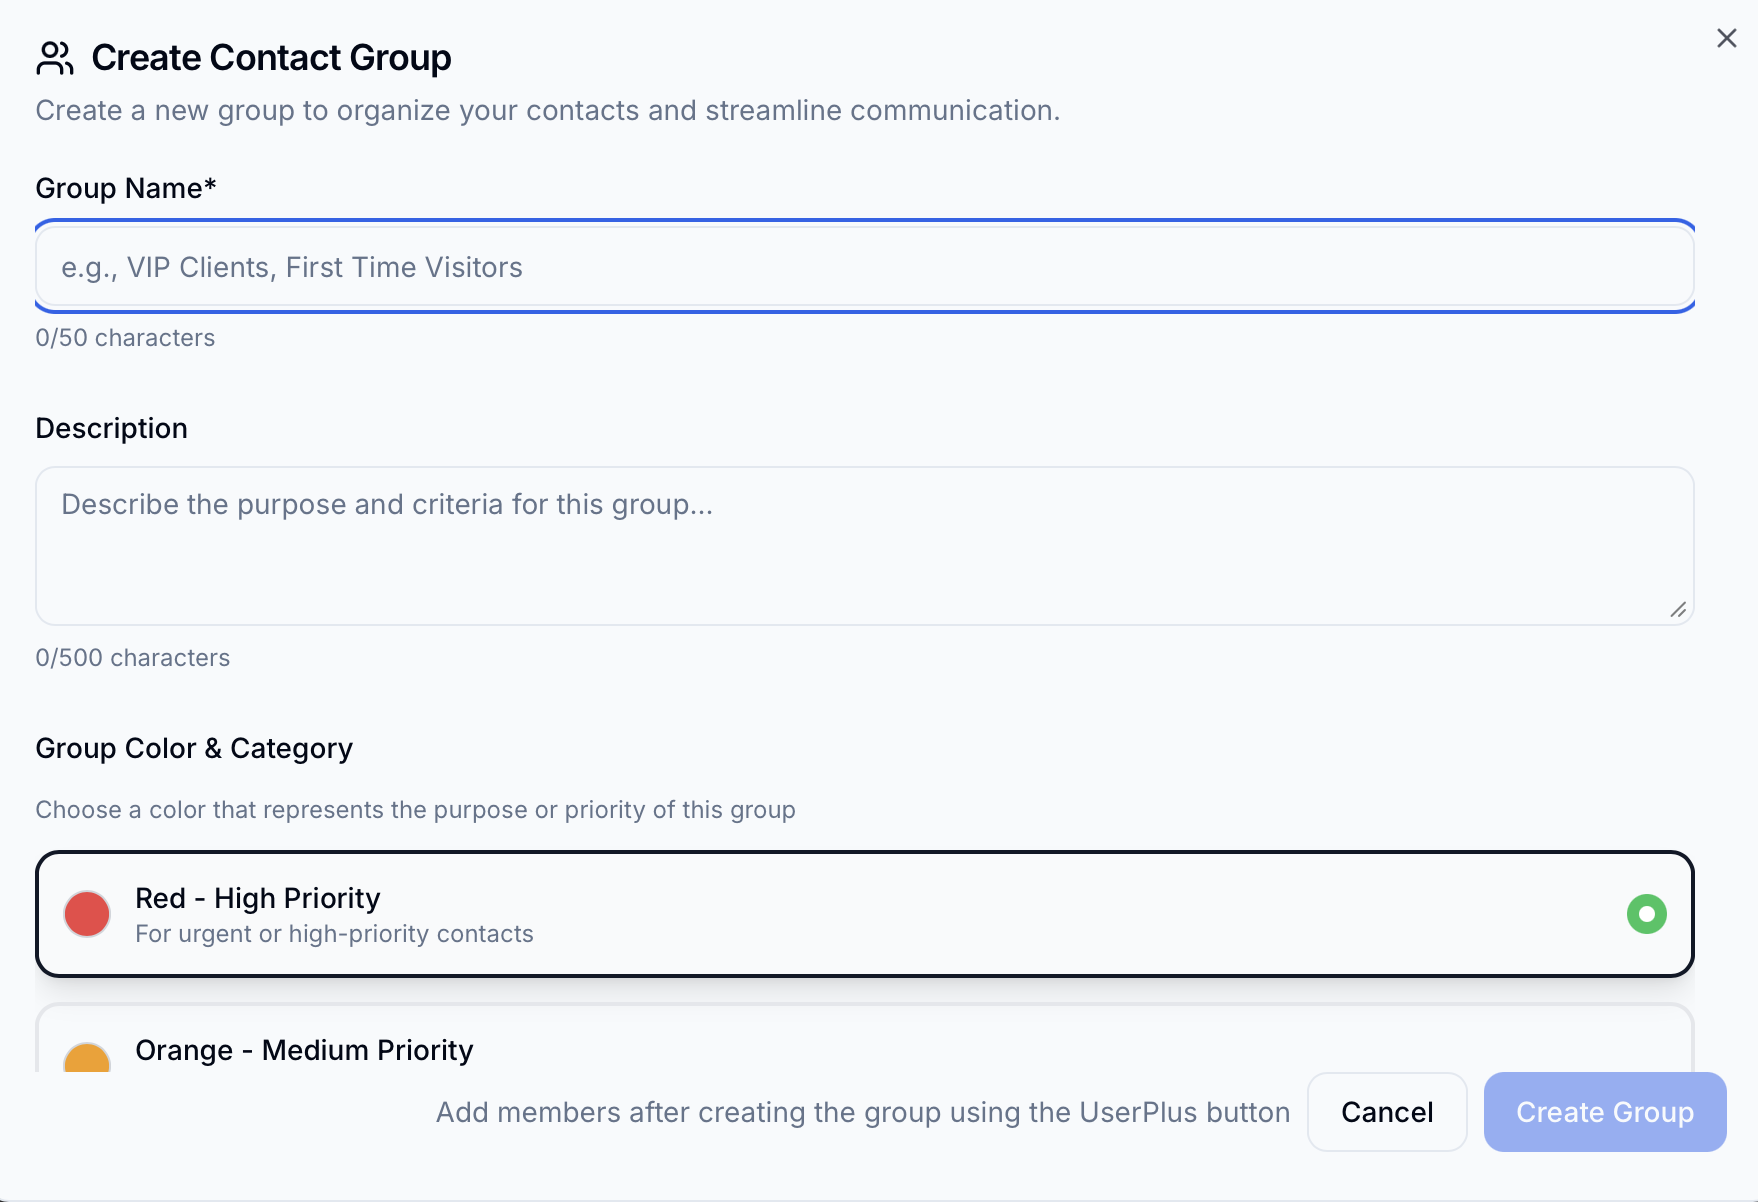 Create Contact Group
Create a new group to organize your contacts and streamline communication.
Group Name*
e.g., VIP Clients, First Time Visitors
0/50 characters
Description
Describe the purpose and criteria for this group...
0/500 characters
Group Color & Category
Choose a color that represents the purpose or priority of this group
Red - High Priority
For urgent or high-priority contacts
Orange - Medium Priority
Add members after creating the group using the UserPlus button
Cancel
Create Group